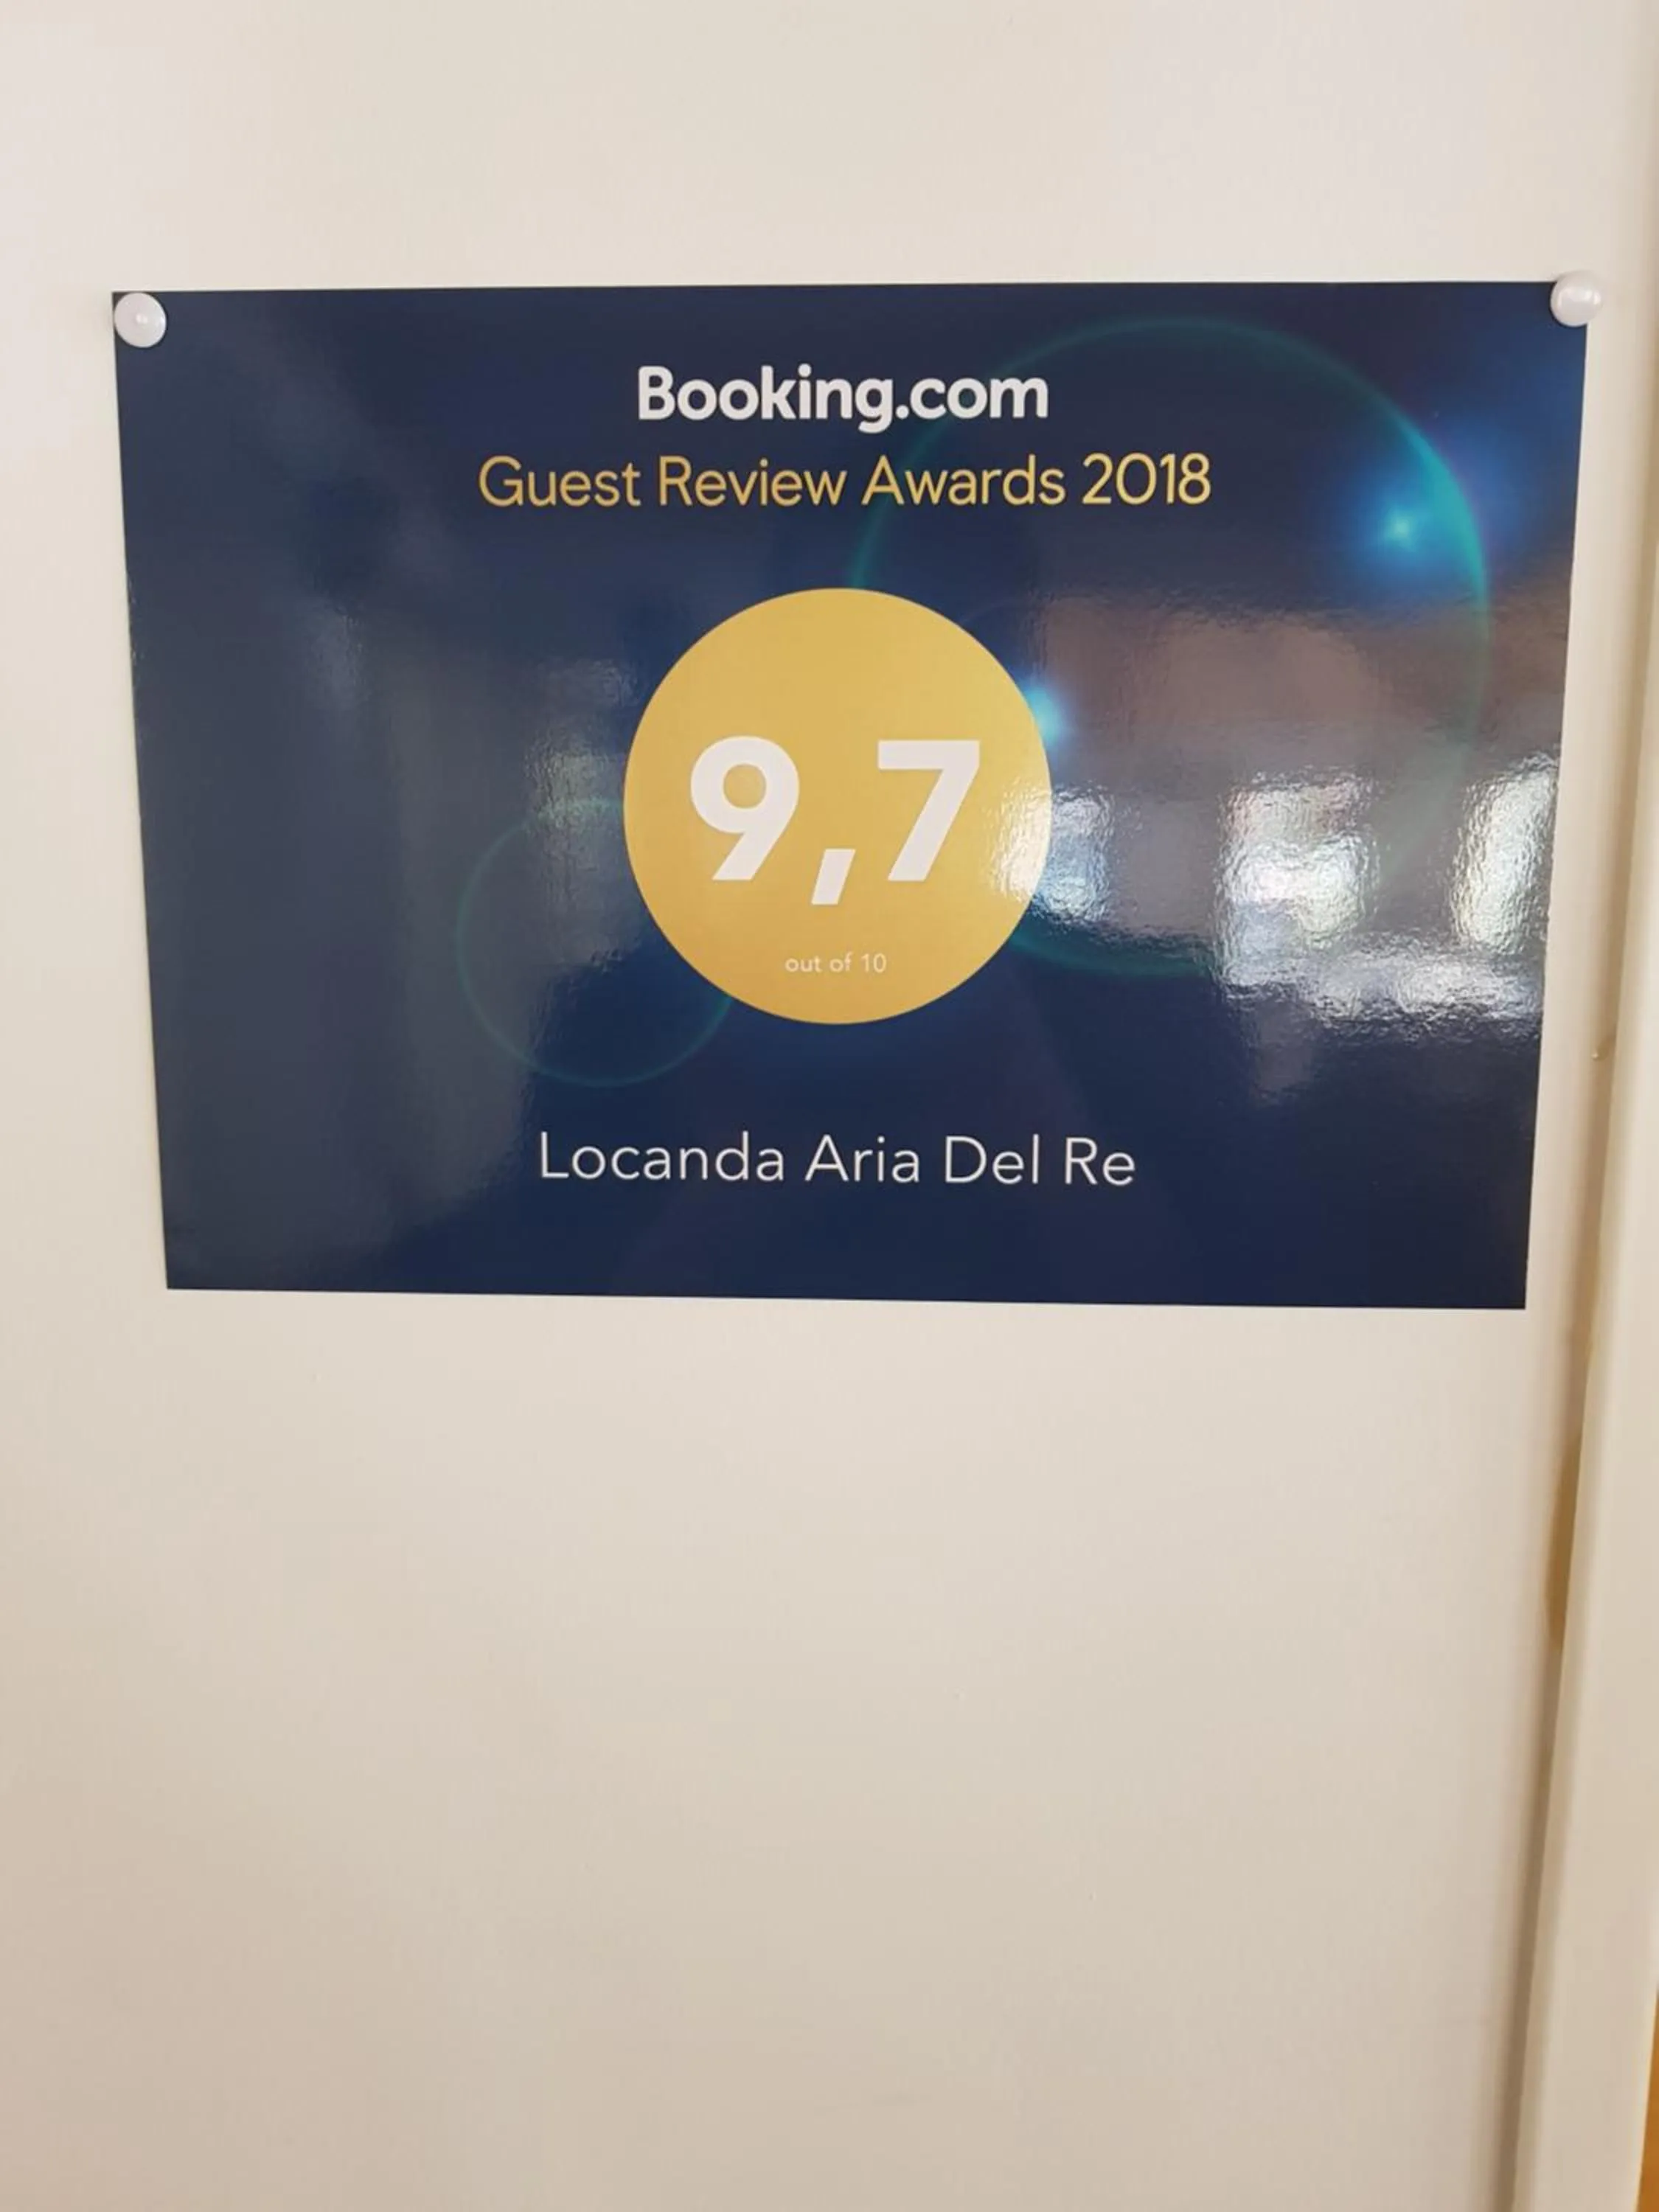 Booking.com
Guest Review Awards 2018
9,7
out of 10
Locanda Aria Del Re